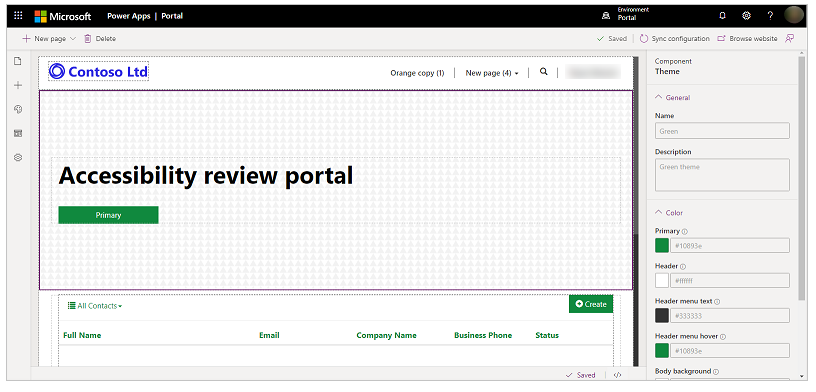 Microsoft Power Apps | Portal
Environment
Portal
?
New page Delete
Saved Sync configuration Browse website
Contoso Ltd
Orange copy (1) New page (4)
Accessibility review portal
Primary
All Contacts
Create
Full Name Email Company Name Business Phone Status
Saved </>
Component
Theme
General
Name
Green
Description
Green theme
Color
Primary
#10893e
Header
#ffffff
Header menu text
#333333
Header menu hover
#10893e
Body background